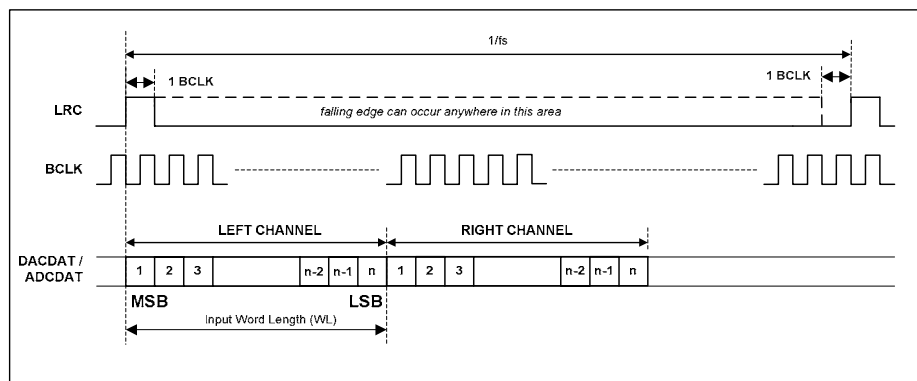 1/fs
1 BCLK
1 BCLK
LRC
falling edge can occur anywhere in this area
BCLK
LEFT CHANNEL
RIGHT CHANNEL
DACDAT /
ADCDAT
1 2 3 n-2 n-1 n 1 2 3 n-2 n-1 n
MSB
LSB
Input Word Length (WL)